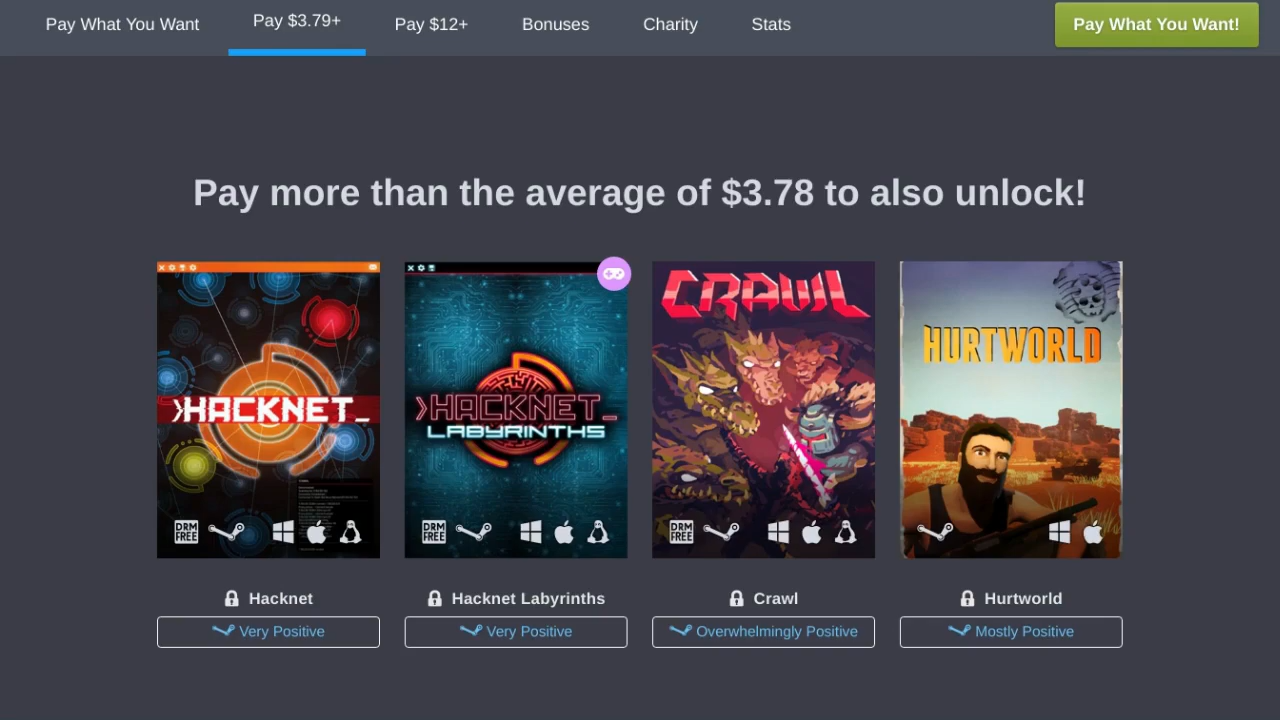 Pay What You Want
Pay $3.79+
Pay $12+
Bonuses
Charity
Stats
Pay What You Want!
Pay more than the average of $3.78 to also unlock!
HACKNET_
DRM FREE
HACKNET_
LABYRINTHS
DRM FREE
CRAWL
DRM FREE
HURTWORLD
Hacknet
Hacknet Labyrinths
Crawl
Hurtworld
Very Positive
Very Positive
Overwhelmingly Positive
Mostly Positive